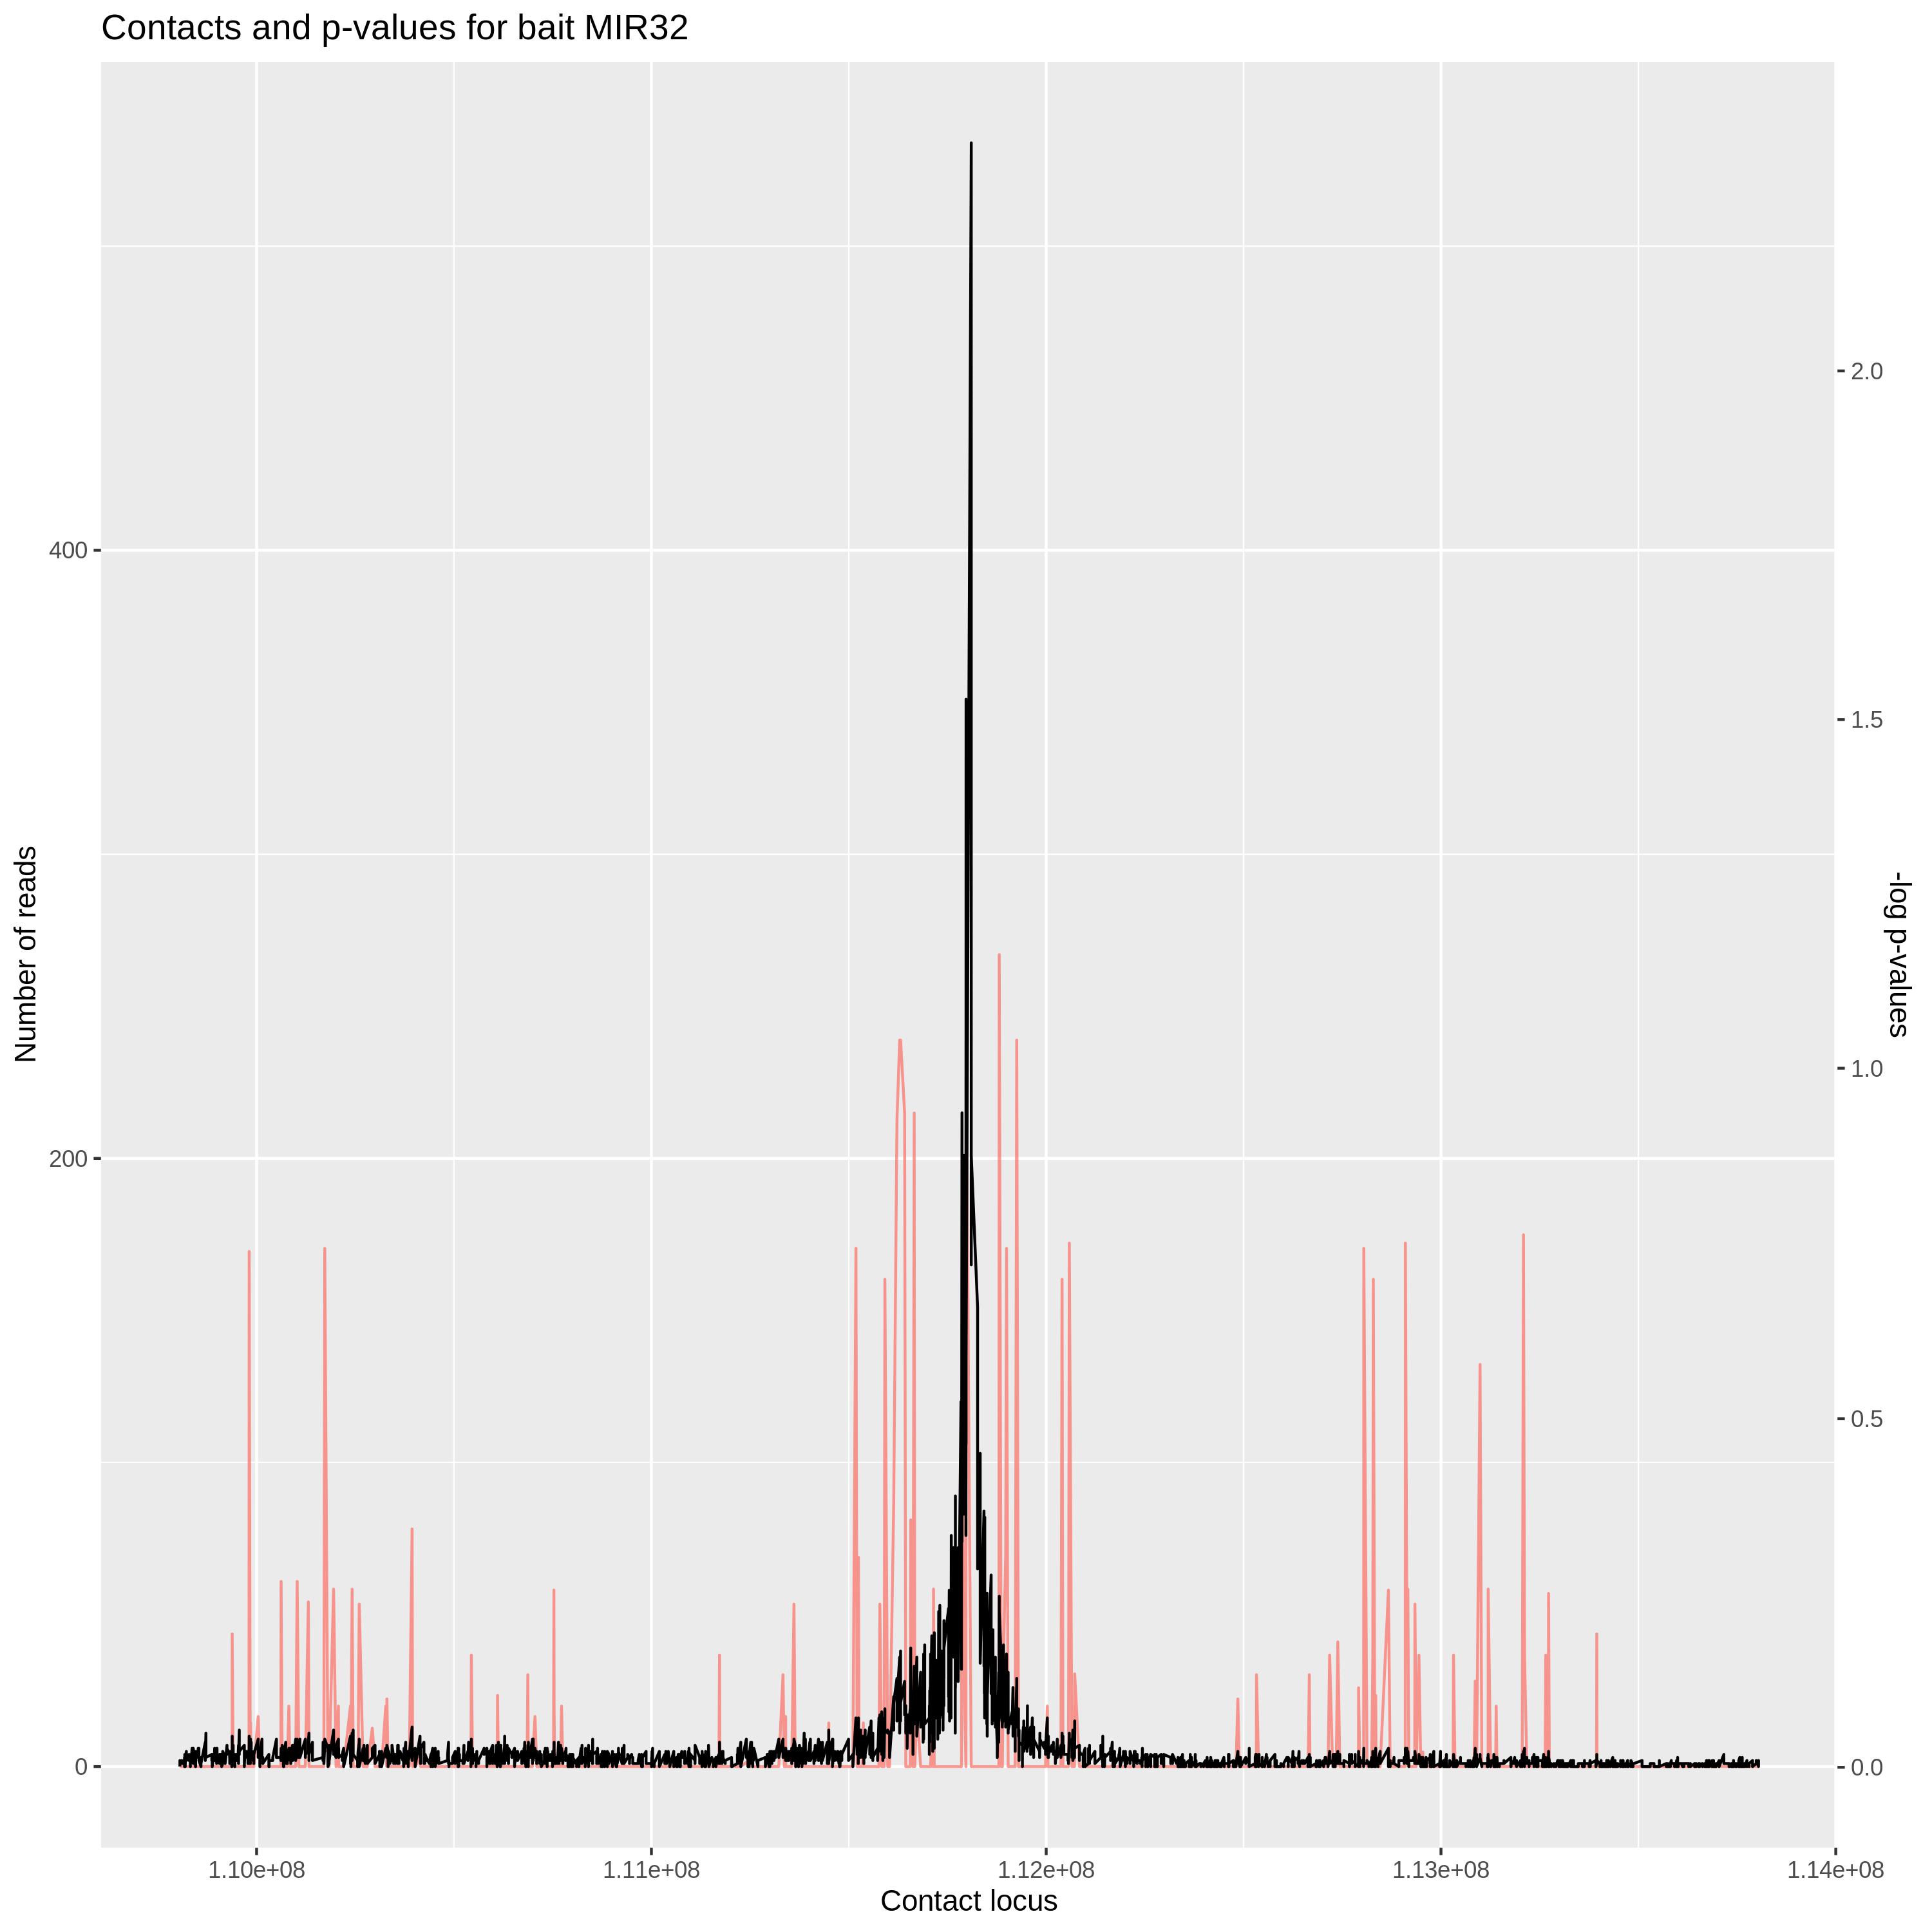 Contacts and p-values for bait MIR32
Number of reads
400
200
0
2.0
1.5
1.0
0.5
0.0
-log p-values
1.10e+08
1.11e+08
1.12e+08
1.13e+08
1.14e+08
Contact locus